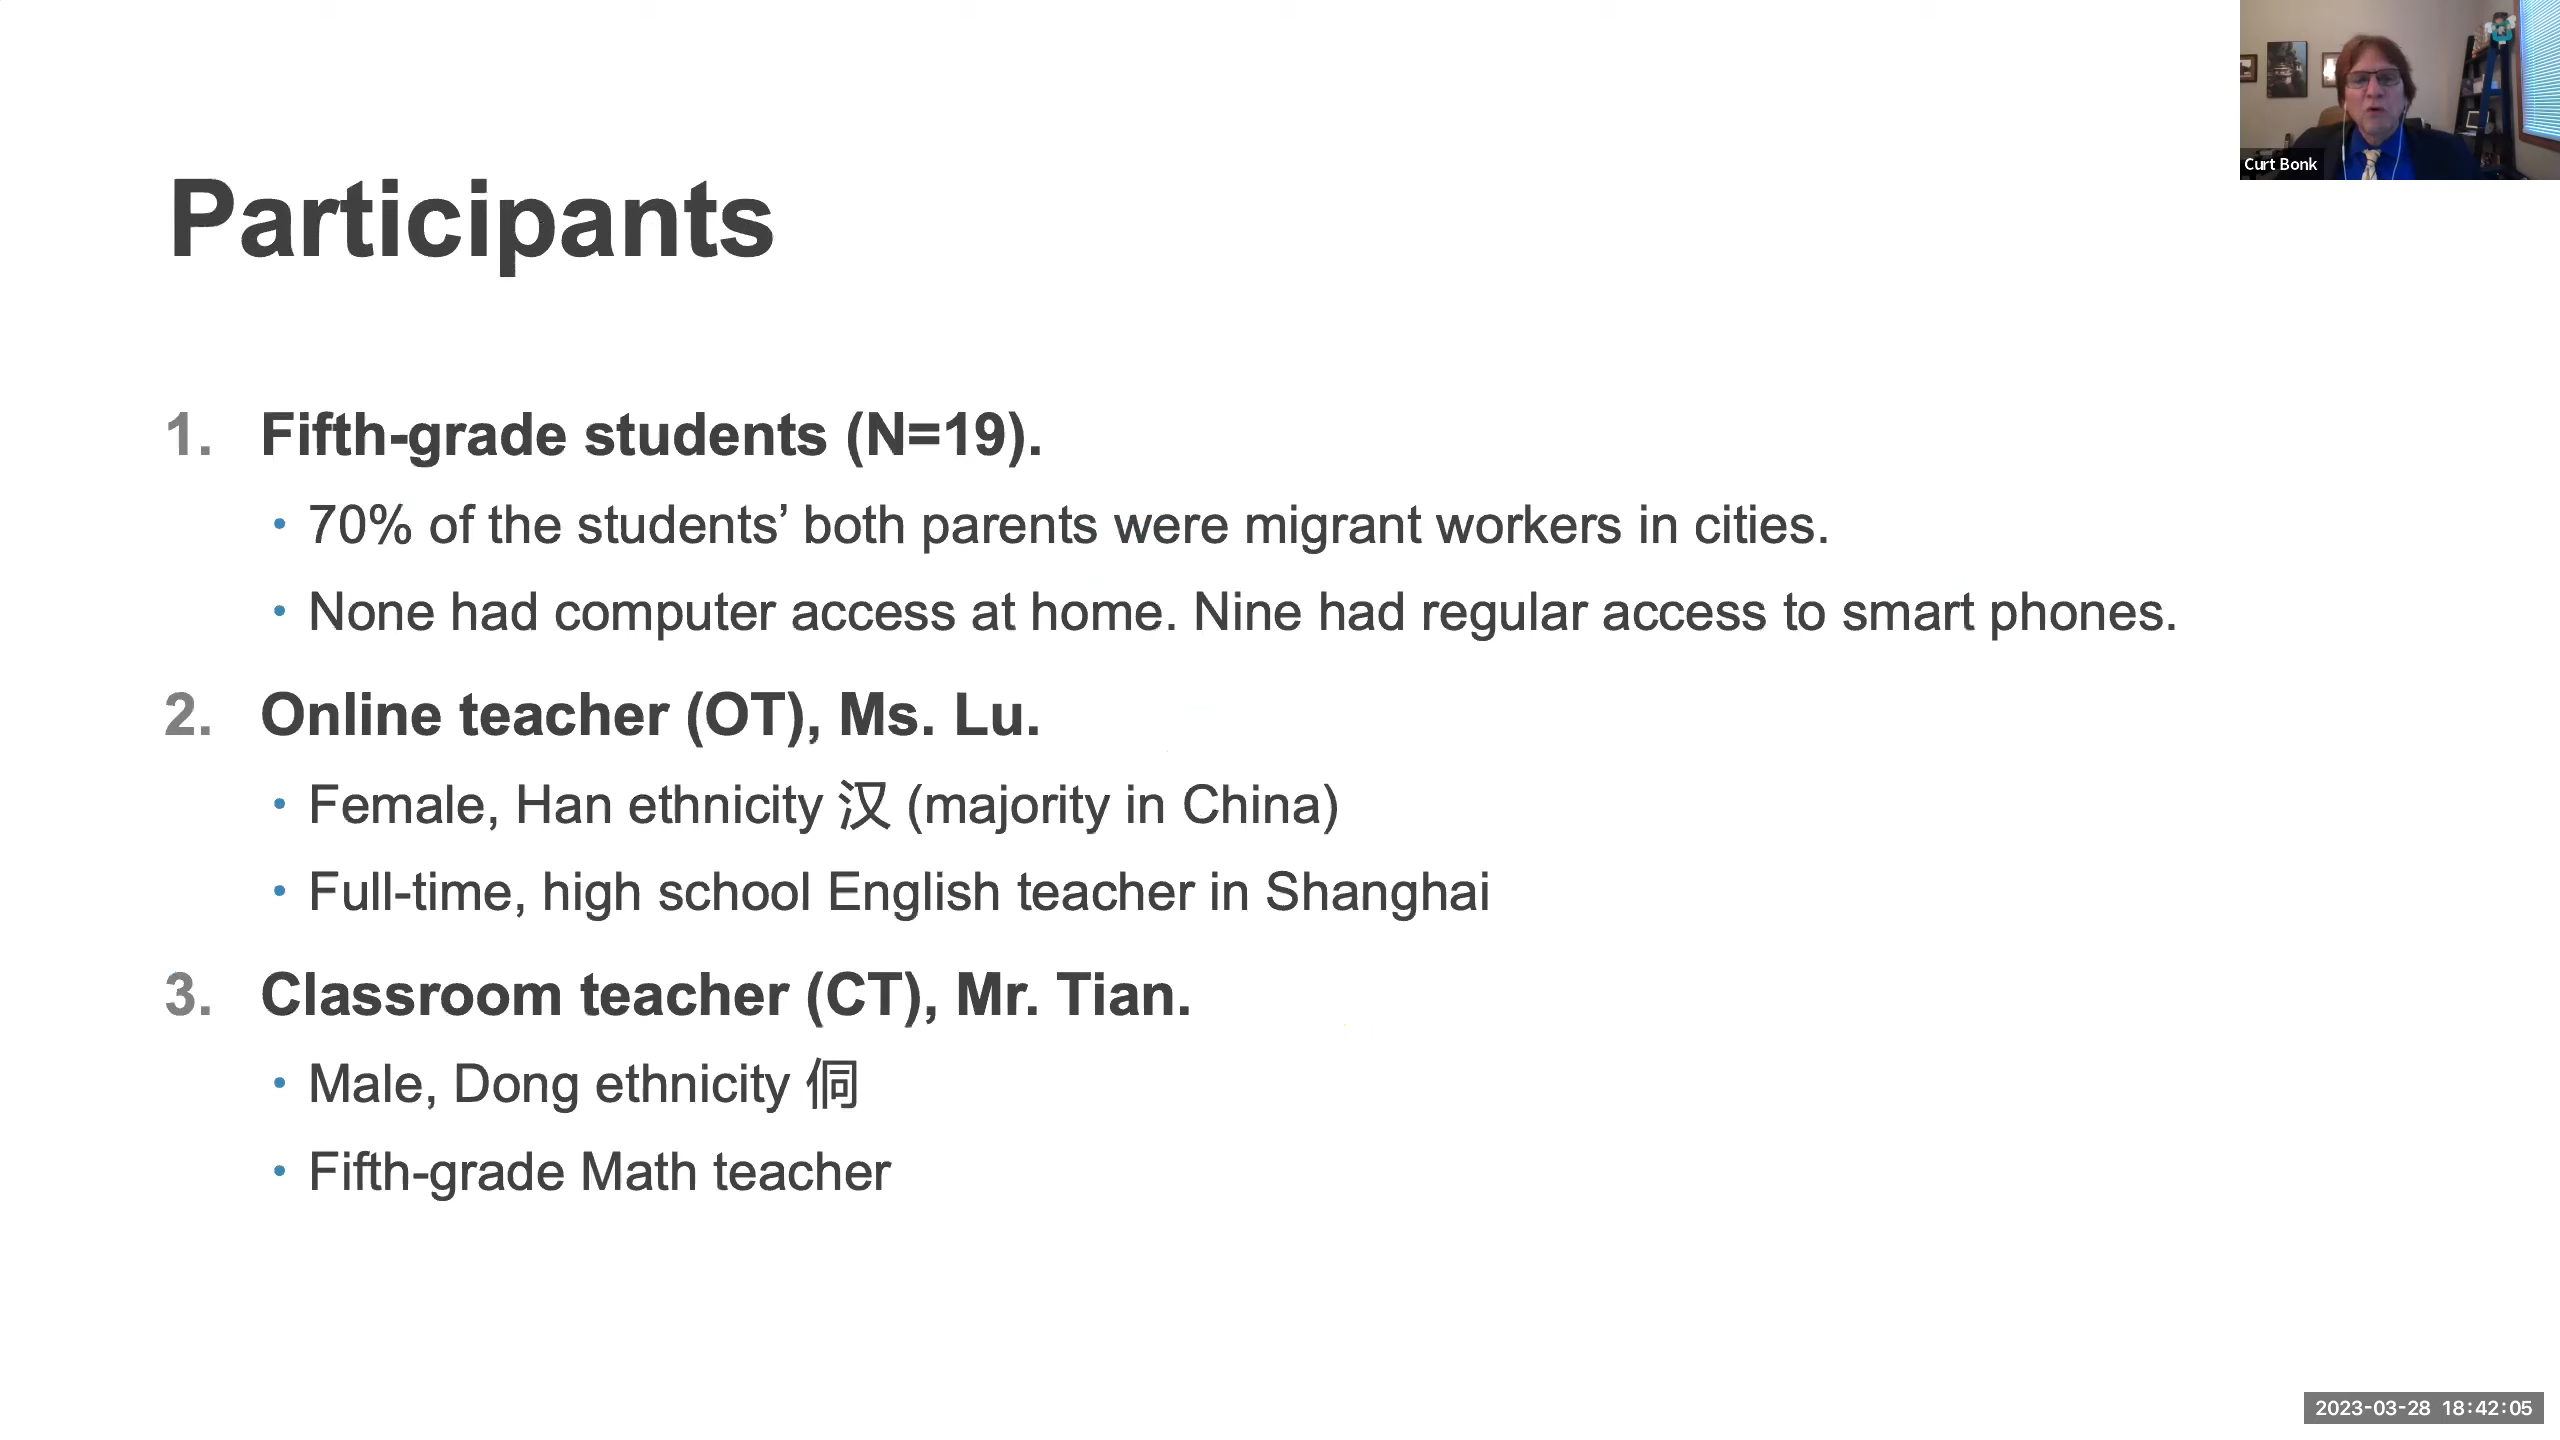 Curt Bonk
Participants
1. Fifth-grade students (N=19).
• 70% of the students’ both parents were migrant workers in cities.
• None had computer access at home. Nine had regular access to smart phones.
2. Online teacher (OT), Ms. Lu.
• Female, Han ethnicity 汉 (majority in China)
• Full-time, high school English teacher in Shanghai
3. Classroom teacher (CT), Mr. Tian.
• Male, Dong ethnicity 侗
• Fifth-grade Math teacher
2023-03-28 18:42:05